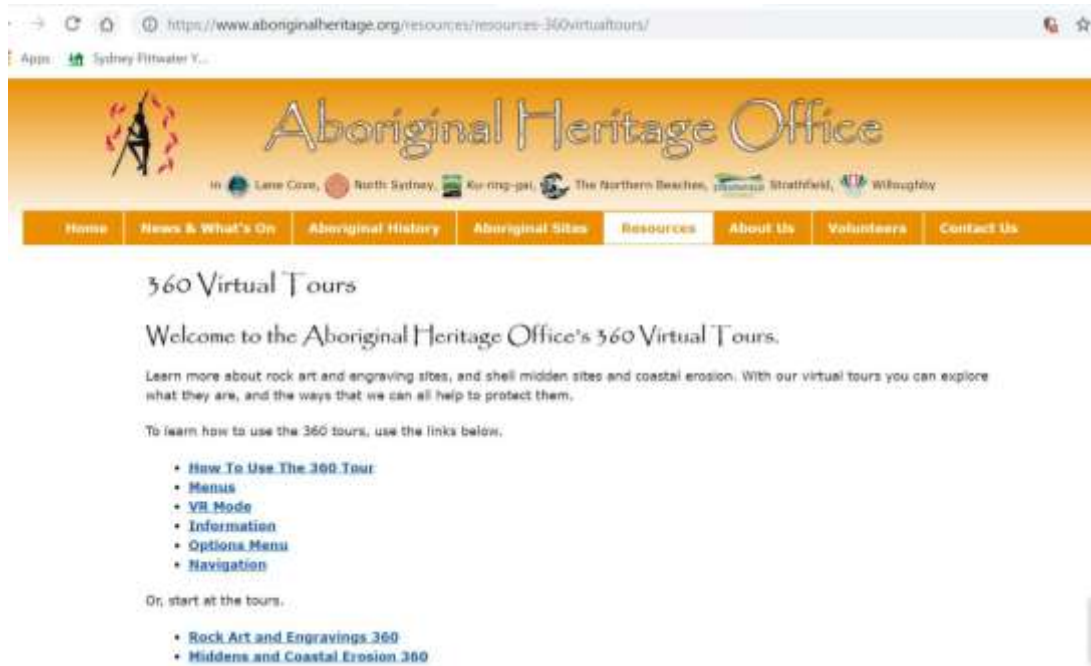 https://www.aboriginalheritage.org/resources/resources-360virtualtours/
Apps Sydney Pittwater Y...
Aboriginal Heritage Office
in Lane Cove, North Sydney, Ku-ring-gai, The Northern Beaches, Strathfield, Willoughby
Home News & What's On Aboriginal History Aboriginal Sites Resources About Us Volunteers Contact Us
360 Virtual Tours
Welcome to the Aboriginal Heritage Office's 360 Virtual Tours.
Learn more about rock art and engraving sites, and shell midden sites and coastal erosion. With our virtual tours you can explore
what they are, and the ways that we can all help to protect them.
To learn how to use the 360 tours, use the links below.
• How To Use The 360 Tour
• Menus
• VR Mode
• Information
• Options Menu
• Navigation
Or, start at the tours.
• Rock Art and Engravings 360
• Middens and Coastal Erosion 360